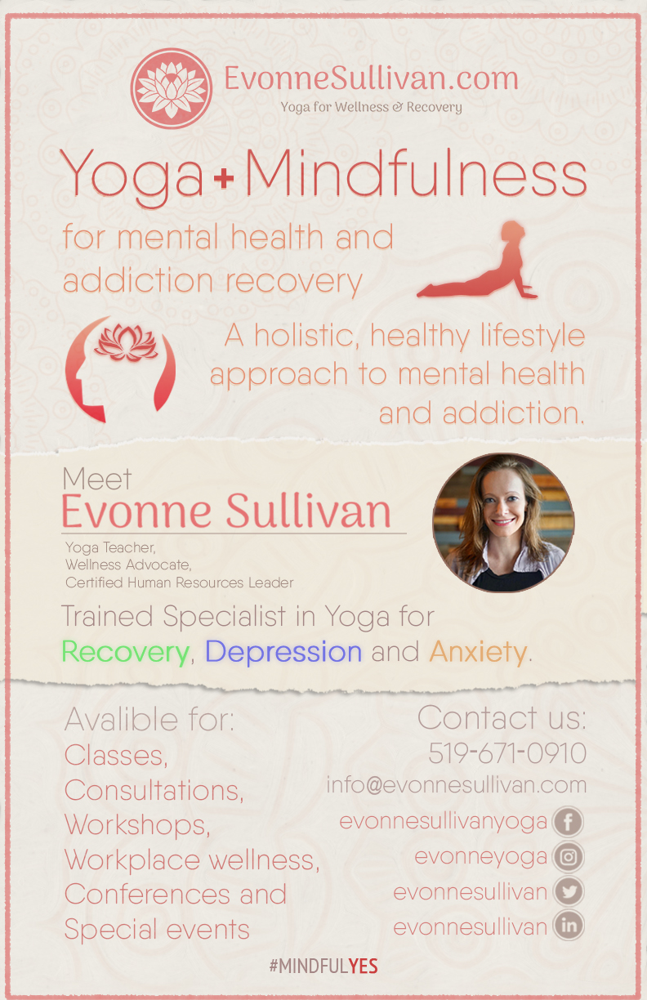 EvonneSullivan.com
Yoga for Wellness & Recovery
Yoga + Mindfulness
for mental health and
addiction recovery
A holistic, healthy lifestyle
approach to mental health
and addiction.
Meet
Evonne Sullivan
Yoga Teacher,
Wellness Advocate,
Certified Human Resources Leader
Trained Specialist in Yoga for
Recovery, Depression and Anxiety.
Avalible for:
Classes,
Consultations,
Workshops,
Workplace wellness,
Conferences and
Special events
Contact us:
519-671-0910
info@evonnesullivan.com
evonnesullivanyoga
evonneyoga
evonnesullivan
evonnesullivan
#MINDFULYES